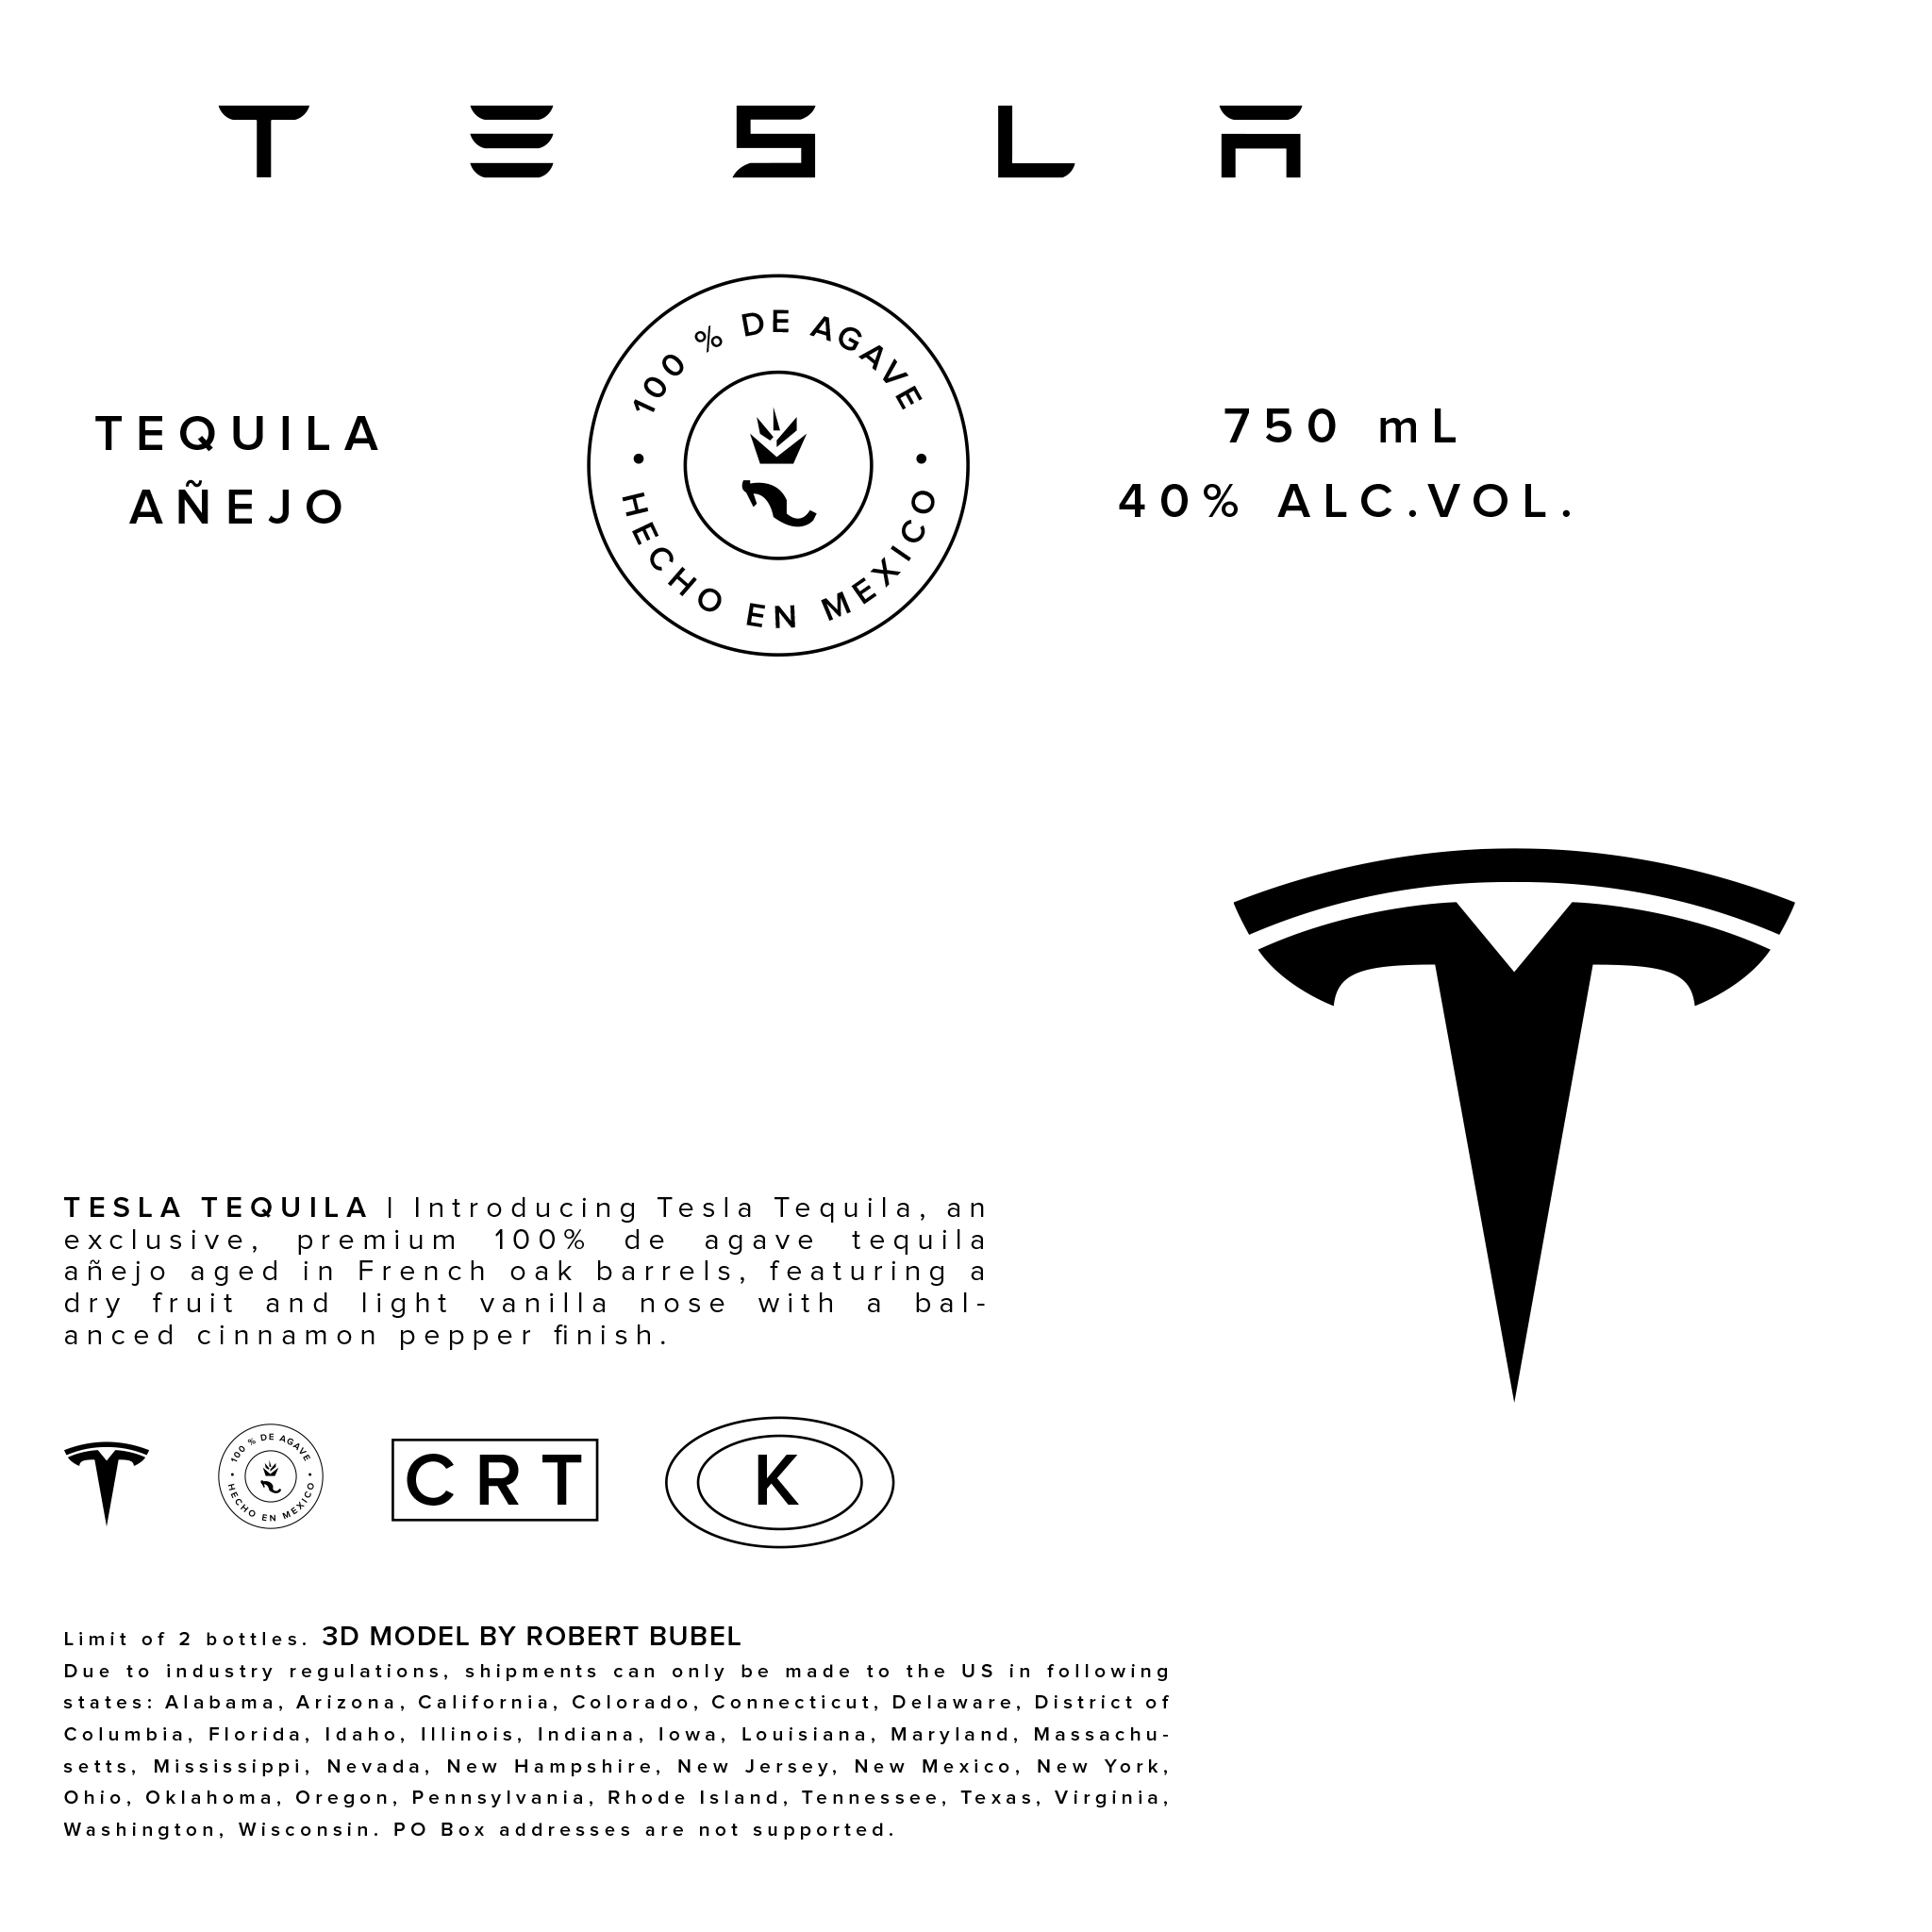 TESLA
100 % DE AGAVE
• HECHO EN MEXICO •
TEQUILA
AÑEJO
750 mL
40% ALC.VOL.
TESLA TEQUILA | Introducing Tesla Tequila, an
exclusive, premium 100% de agave tequila
añejo aged in French oak barrels, featuring a
dry fruit and light vanilla nose with a bal-
anced cinnamon pepper finish.
100 % DE AGAVE
• HECHO EN MEXICO •
CRT
K
Limit of 2 bottles. 3D MODEL BY ROBERT BUBEL
Due to industry regulations, shipments can only be made to the US in following
states: Alabama, Arizona, California, Colorado, Connecticut, Delaware, District of
Columbia, Florida, Idaho, Illinois, Indiana, Iowa, Louisiana, Maryland, Massachu-
setts, Mississippi, Nevada, New Hampshire, New Jersey, New Mexico, New York,
Ohio, Oklahoma, Oregon, Pennsylvania, Rhode Island, Tennessee, Texas, Virginia,
Washington, Wisconsin. PO Box addresses are not supported.